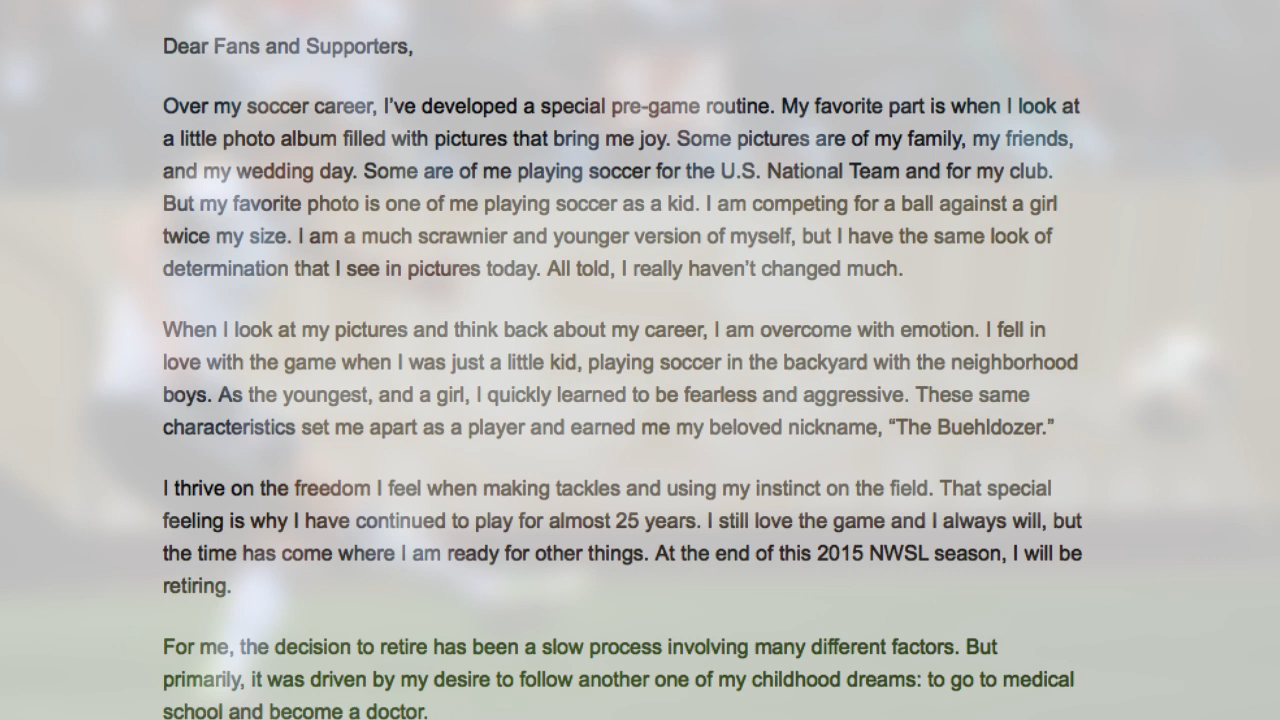 Dear Fans and Supporters,
Over my soccer career, I've developed a special pre-game routine. My favorite part is when I look at
a little photo album filled with pictures that bring me joy. Some pictures are of my family, my friends,
and my wedding day. Some are of me playing soccer for the U.S. National Team and for my club.
But my favorite photo is one of me playing soccer as a kid. I am competing for a ball against a girl
twice my size. I am a much scrawnier and younger version of myself, but I have the same look of
determination that I see in pictures today. All told, I really haven't changed much.
When I look at my pictures and think back about my career, I am overcome with emotion. I fell in
love with the game when I was just a little kid, playing soccer in the backyard with the neighborhood
boys. As the youngest, and a girl, I quickly learned to be fearless and aggressive. These same
characteristics set me apart as a player and earned me my beloved nickname, “The Buehldozer.”
I thrive on the freedom I feel when making tackles and using my instinct on the field. That special
feeling is why I have continued to play for almost 25 years. I still love the game and I always will, but
the time has come where I am ready for other things. At the end of this 2015 NWSL season, I will be
retiring.
For me, the decision to retire has been a slow process involving many different factors. But
primarily, it was driven by my desire to follow another one of my childhood dreams: to go to medical
school and become a doctor.